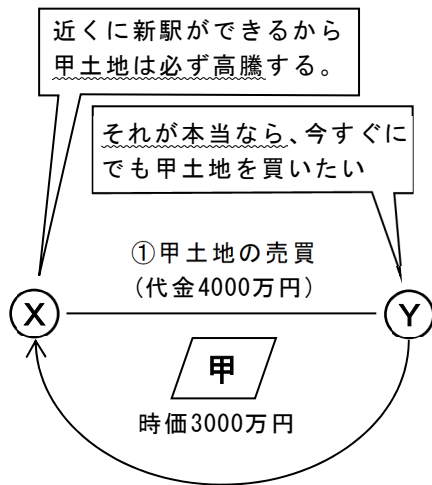 近くに新駅ができるから
甲土地は必ず高騰する。
それが本当なら、今すぐに
でも甲土地を買いたい
①甲土地の売買
(代金4000万円)
X
Y
甲
時価3000万円